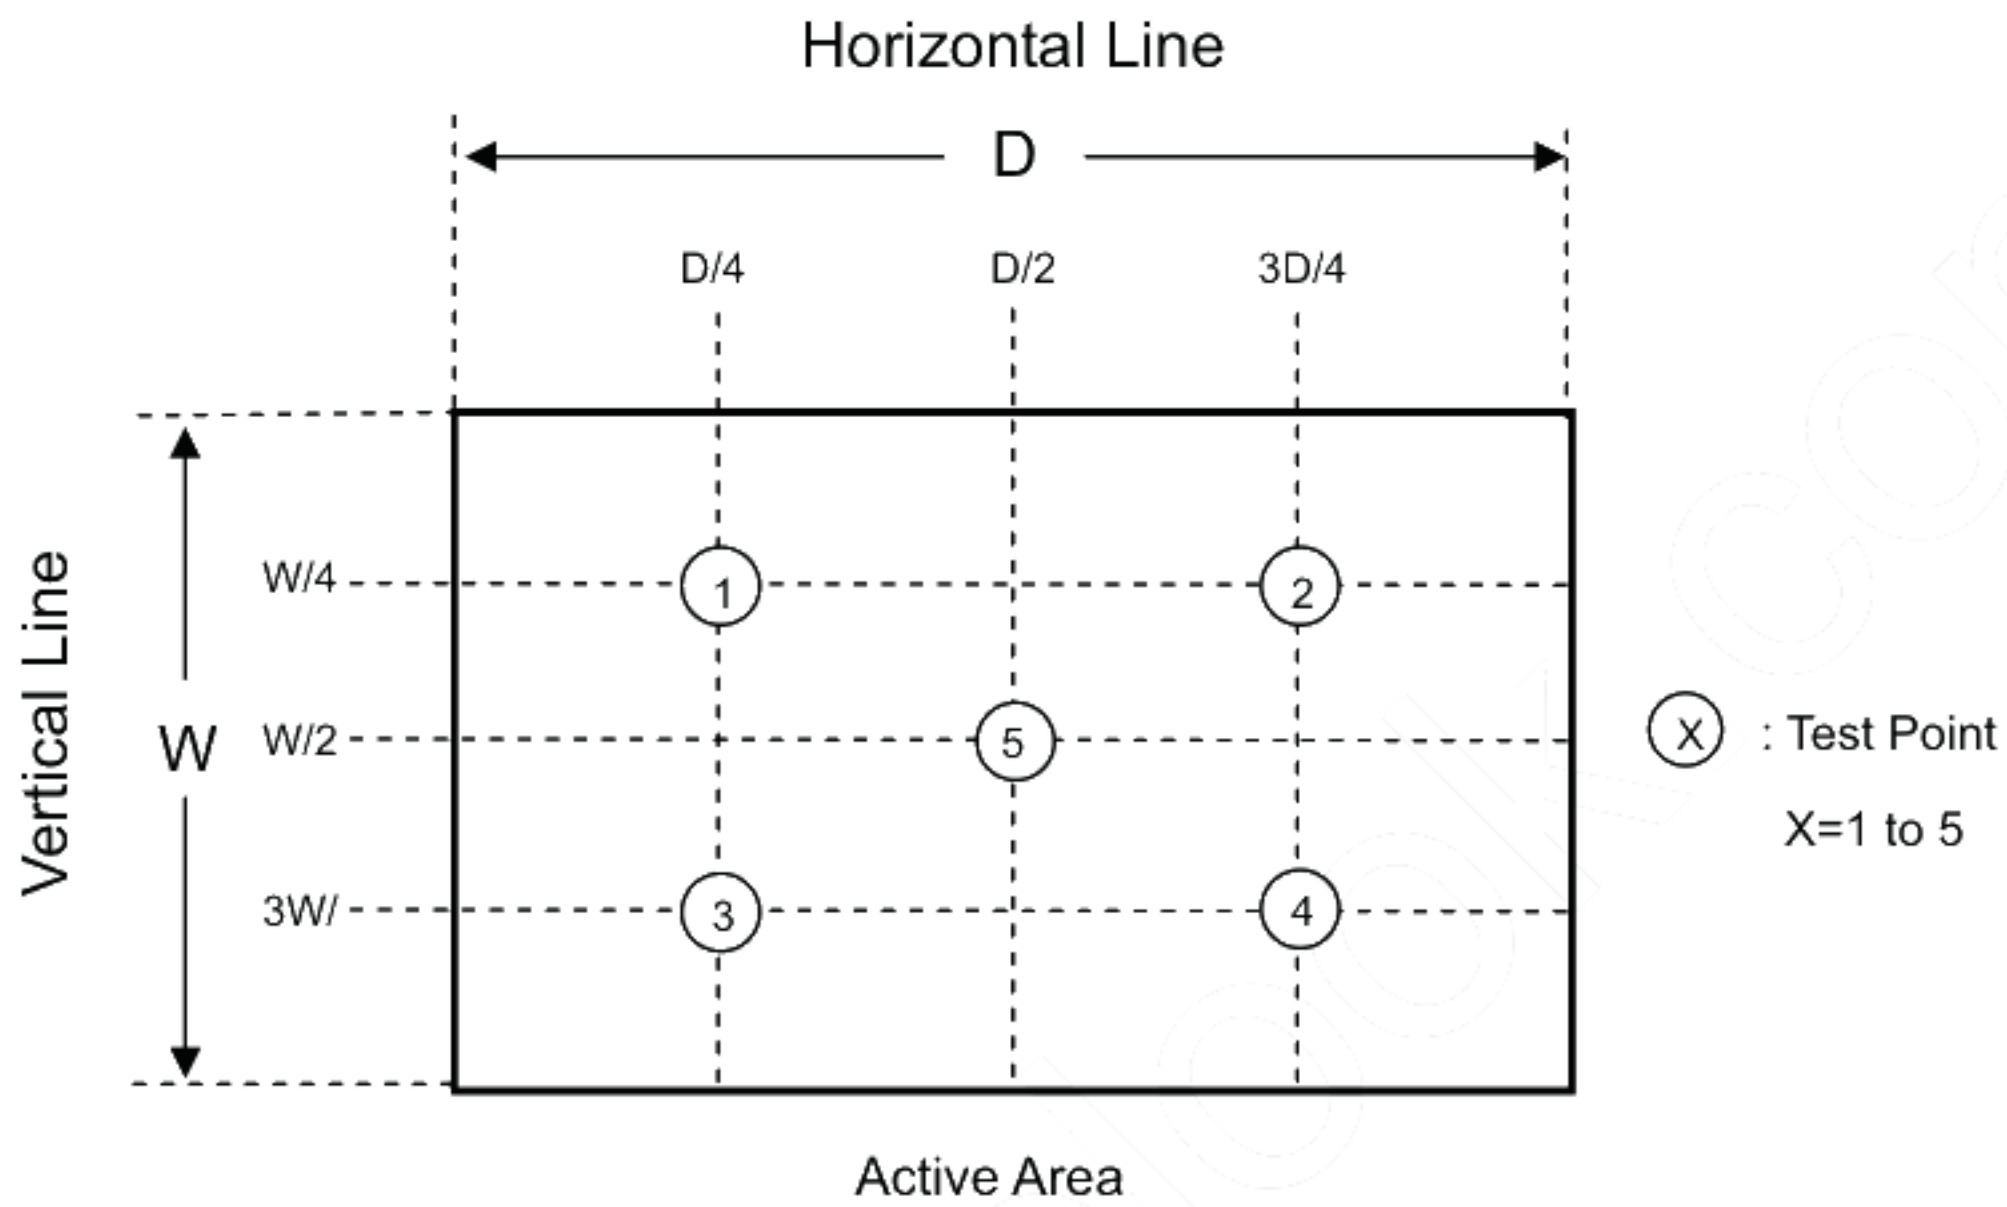 Horizontal Line
D
D/4 D/2 3D/4
W/4 1 2
Vertical Line
W W/2 5
X : Test Point
X=1 to 5
3W/ 3 4
Active Area